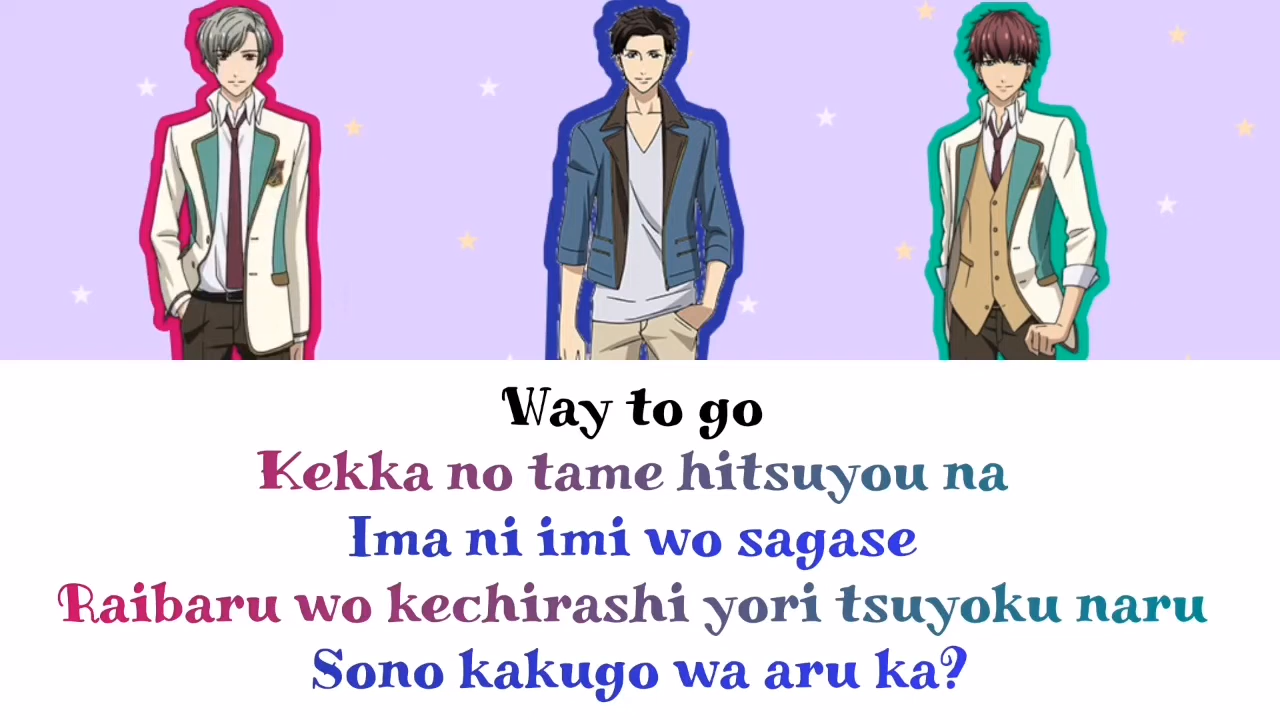 Way to go
Kekka no tame hitsuyou na
Ima ni imi wo sagase
Raibaru wo kechirashi yori tsuyoku naru
Sono kakugo wa aru ka?